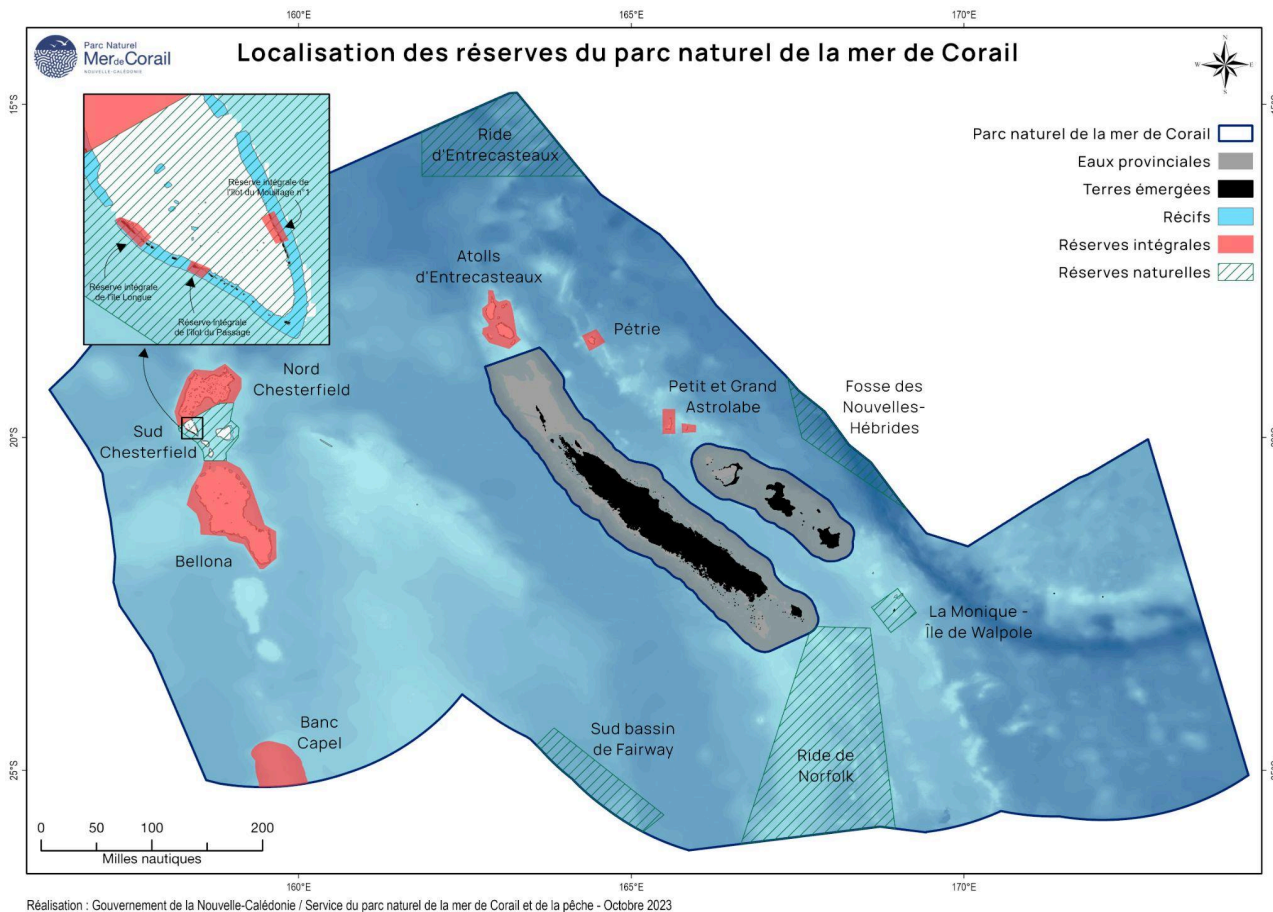 160°E
165°E
170°E
Parc Naturel
Mer de Corail
NOUVELLE-CALÉDONIE
Localisation des réserves du parc naturel de la mer de Corail
N
W
E
S
15°S
15°S
Parc naturel de la mer de Corail
Eaux provinciales
Terres émergées
Récifs
Réserves intégrales
Réserves naturelles
Réserve intégrale de
l'îlot du Mouillage n°1
Réserve intégrale
de l'île Longue
Réserve intégrale
de l'îlot du Passage
Ride
d'Entrecasteaux
Atolls
d'Entrecasteaux
Pétrie
Nord
Chesterfield
Petit et Grand
Astrolabe
Fosse des
Nouvelles-
Hébrides
Sud
Chesterfield
20°S
20°S
Bellona
La Monique -
Île de Walpole
Banc
Capel
Sud bassin
de Fairway
Ride de
Norfolk
25°S
25°S
0
50
100
200
Milles nautiques
160°E
165°E
170°E
Réalisation : Gouvernement de la Nouvelle-Calédonie / Service du parc naturel de la mer de Corail et de la pêche - Octobre 2023